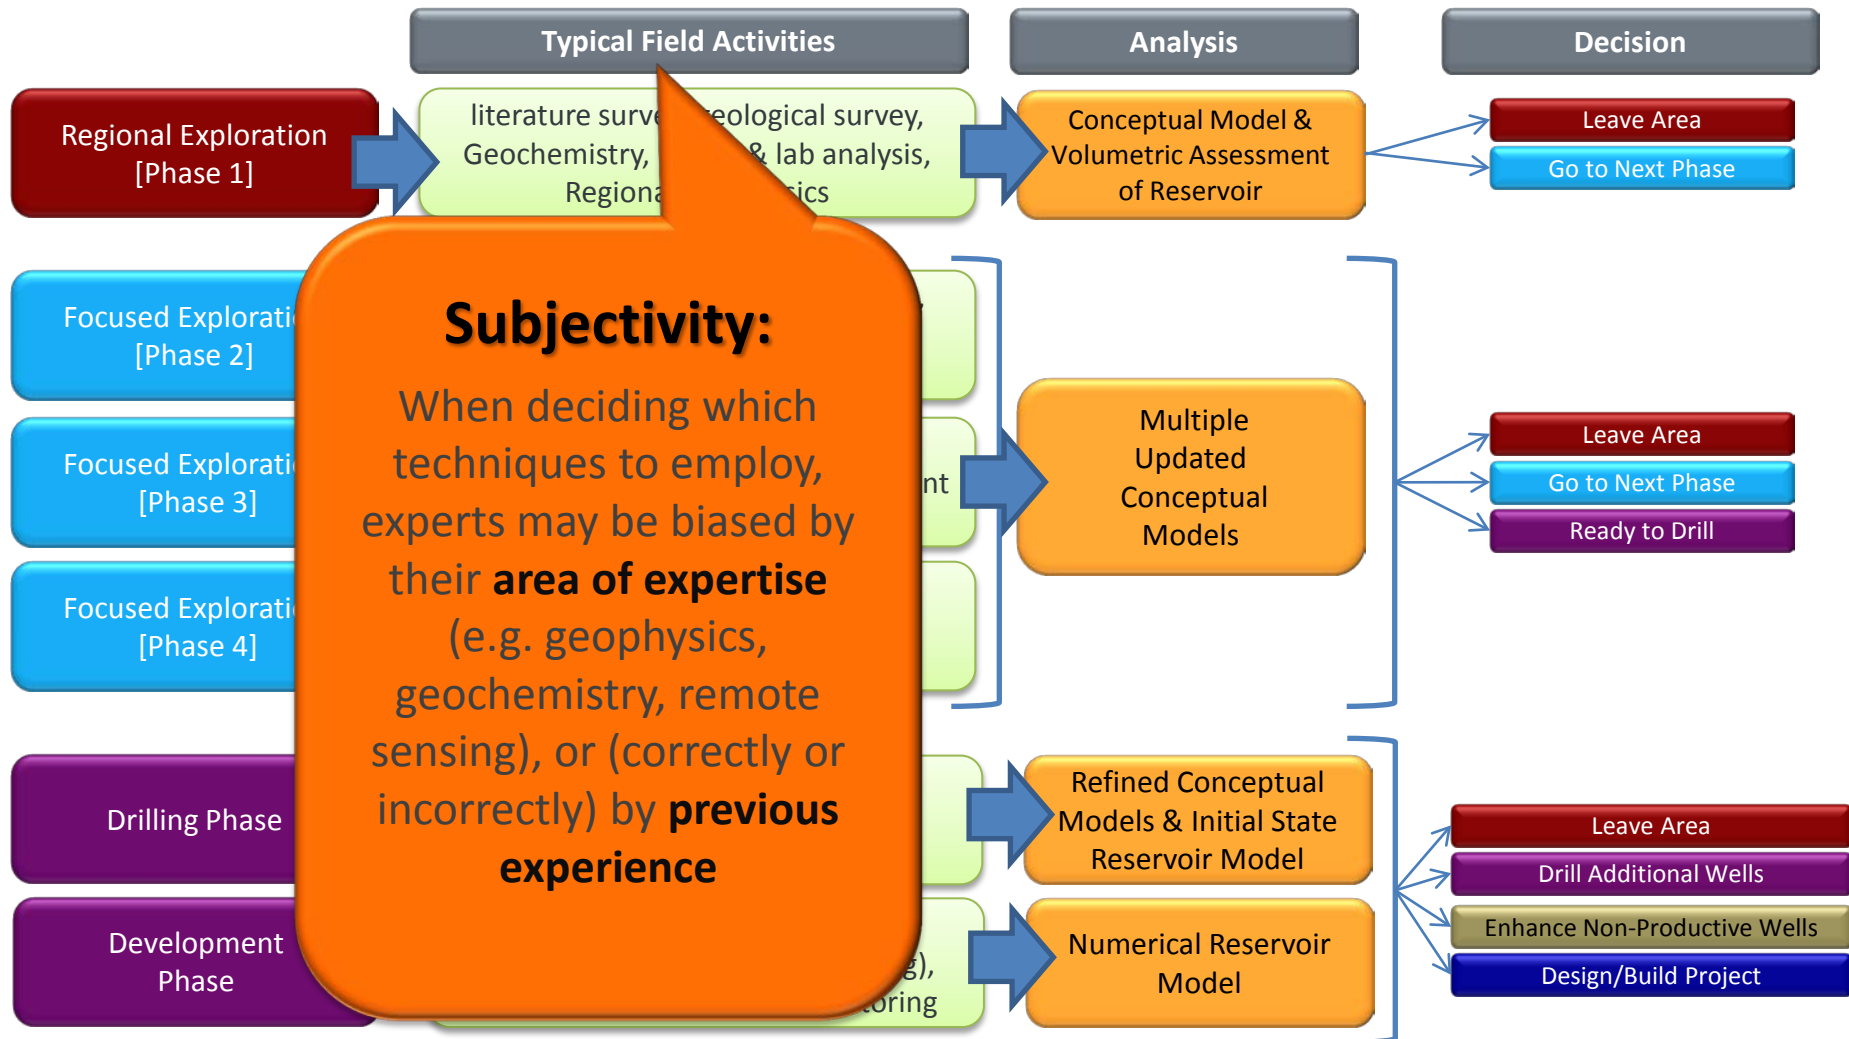 Typical Field Activities
Analysis
Decision
Regional Exploration
[Phase 1]
literature surve eological survey,
Geochemistry, & lab analysis,
Regiona sics
Conceptual Model &
Volumetric Assessment
of Reservoir
Leave Area
Go to Next Phase
Subjectivity:
When deciding which
techniques to employ,
experts may be biased by
their area of expertise
(e.g. geophysics,
geochemistry, remote
sensing), or (correctly or
incorrectly) by previous
experience
Focused Explorati
[Phase 2]
Focused Explorati
[Phase 3]
nt
Focused Explorati
[Phase 4]
Multiple
Updated
Conceptual
Models
Leave Area
Go to Next Phase
Ready to Drill
Drilling Phase
Refined Conceptual
Models & Initial State
Reservoir Model
Development
Phase
g),
oring
Numerical Reservoir
Model
Leave Area
Drill Additional Wells
Enhance Non-Productive Wells
Design/Build Project